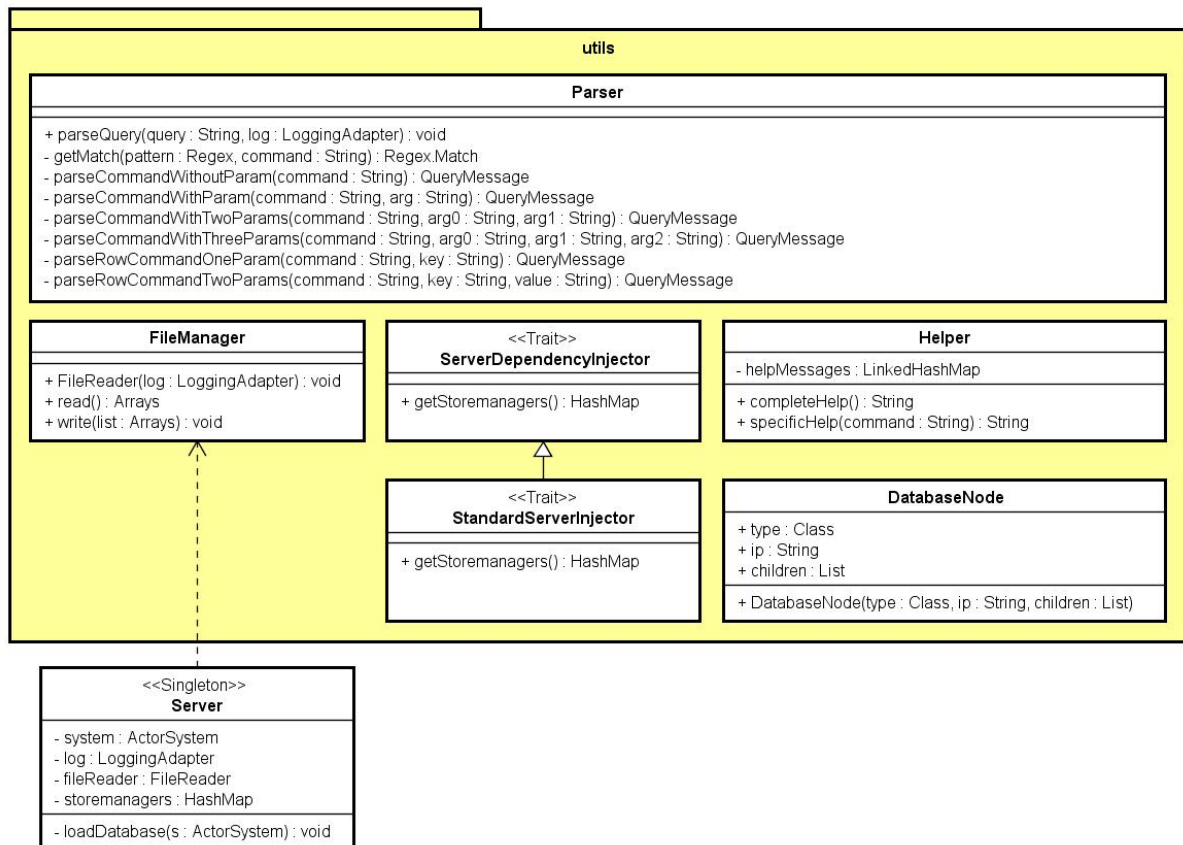 utils
Parser
+ parseQuery(query : String, log : LoggingAdapter) : void
- getMatch(pattern : Regex, command : String) : Regex.Match
- parseCommandWithoutParam(command : String) : QueryMessage
- parseCommandWithParam(command : String, arg : String) : QueryMessage
- parseCommandWithTwoParams(command : String, arg0 : String, arg1 : String) : QueryMessage
- parseCommandWithThreeParams(command : String, arg0 : String, arg1 : String, arg2 : String) : QueryMessage
- parseRowCommandOneParam(command : String, key : String) : QueryMessage
- parseRowCommandTwoParams(command : String, key : String, value : String) : QueryMessage
FileManager
+ FileReader(log : LoggingAdapter) : void
+ read() : Arrays
+ write(list : Arrays) : void
<<Trait>>
ServerDependencyInjector
+ getStoremanagers() : HashMap
Helper
- helpMessages : LinkedHashMap
+ completeHelp() : String
+ specificHelp(command : String) : String
<<Trait>>
StandardServerInjector
+ getStoremanagers() : HashMap
DatabaseNode
+ type : Class
+ ip : String
+ children : List
+ DatabaseNode(type : Class, ip : String, children : List)
<<Singleton>>
Server
- system : ActorSystem
- log : LoggingAdapter
- fileReader : FileReader
- storemanagers : HashMap
- loadDatabase(s : ActorSystem) : void